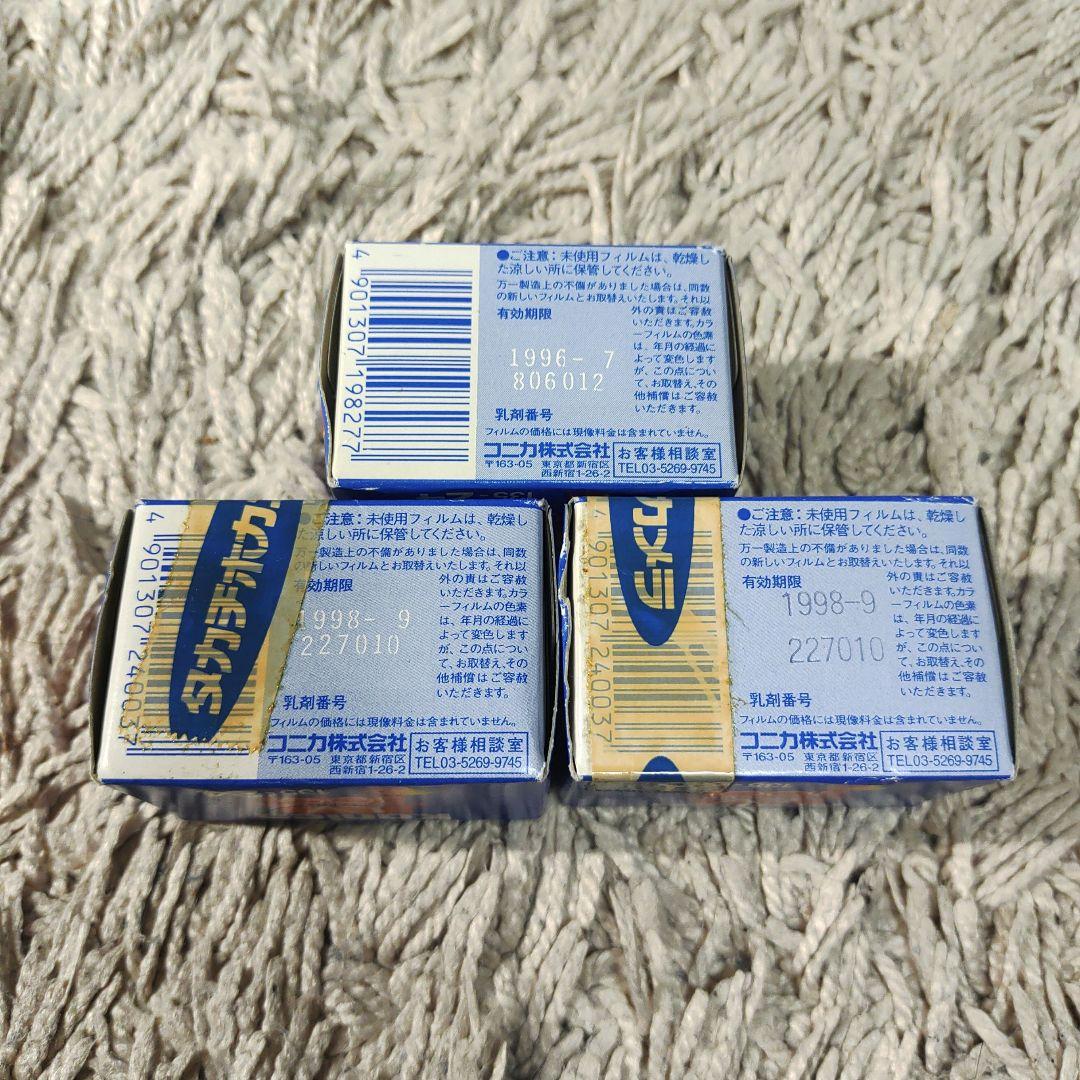 4 901307 198277
●ご注意：未使用フィルムは、乾燥し
た涼しい所に保管してください。
万一製造上の不備がありました場合は、同数
の新しいフィルムとお取替えいたします。それ以
外の責はご容赦
いただきます。カラ
ーフィルムの色素
は、年月の経過に
よって変色します
が、この点につい
て、お取替え、その
他補償はご容赦
いただきます。
有効期限
1996- 7
806012
乳剤番号
フィルムの価格には現像料金は含まれていません。
コニカ株式会社
〒163-05 東京都新宿区
西新宿1-26-2
お客様相談室
TEL03-5269-9745
4 901307 240037
●ご注意：未使用フィルムは、乾燥し
た涼しい所に保管してください。
万一製造上の不備がありました場合は、同数
の新しいフィルムとお取替えいたします。それ以
外の責はご容赦
いただきます。カラ
ーフィルムの色素
は、年月の経過に
よって変色します
が、この点につい
て、お取替え、その
他補償はご容赦
いただきます。
有効期限
1998- 9
227010
乳剤番号
フィルムの価格には現像料金は含まれていません。
コニカ株式会社
〒163-05 東京都新宿区
西新宿1-26-2
お客様相談室
TEL03-5269-9745
4 901307 240037
●ご注意：未使用フィルムは、乾燥し
た涼しい所に保管してください。
万一製造上の不備がありました場合は、同数
の新しいフィルムとお取替えいたします。それ以
外の責はご容赦
いただきます。カラ
ーフィルムの色素
は、年月の経過に
よって変色します
が、この点につい
て、お取替え、その
他補償はご容赦
いただきます。
有効期限
1998-9
227010
乳剤番号
フィルムの価格には現像料金は含まれていません。
コニカ株式会社
〒163-05 東京都新宿区
西新宿1-26-2
お客様相談室
TEL03-5269-9745